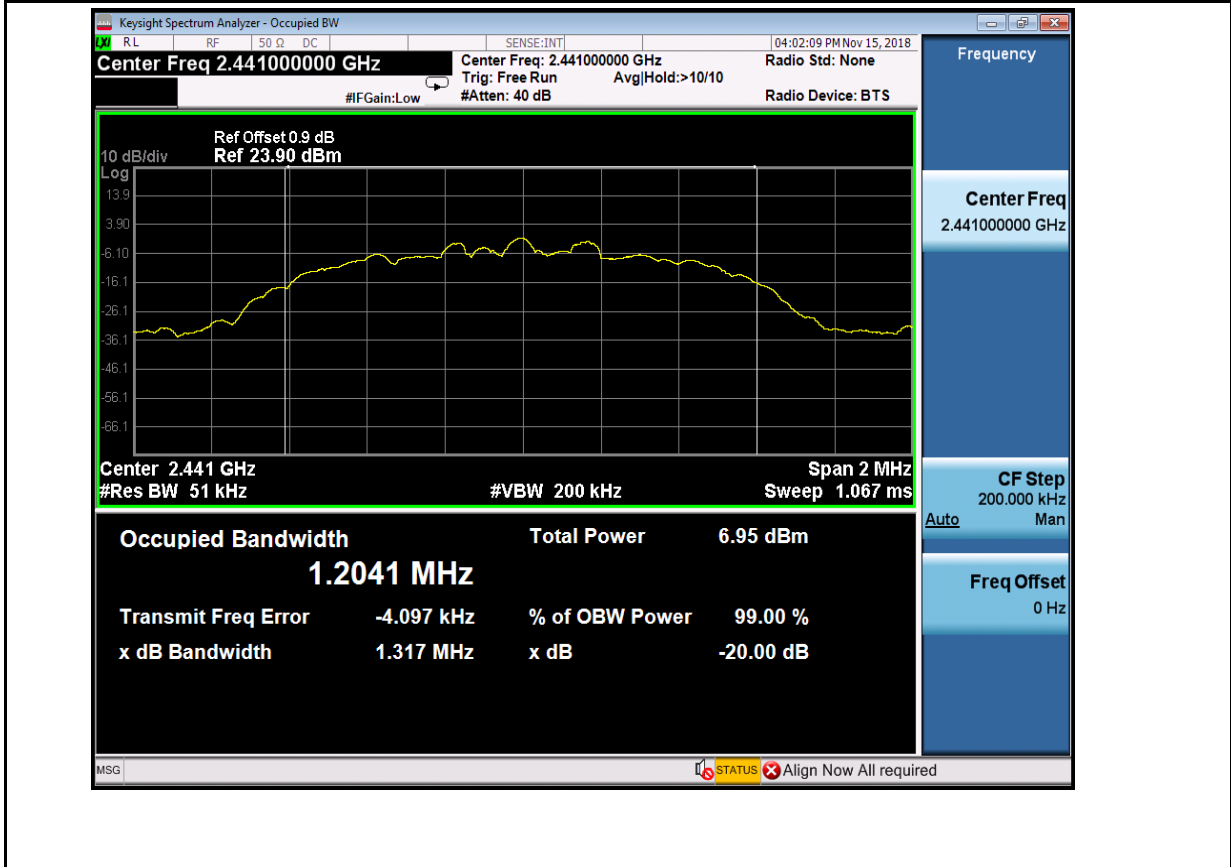 Keysight Spectrum Analyzer - Occupied BW
LXI RL RF 50 Ω DC SENSE:INT 04:02:09 PM Nov 15, 2018
Center Freq 2.441000000 GHz
Center Freq: 2.441000000 GHz Radio Std: None
Trig: Free Run Avg|Hold:>10/10
#IFGain:Low #Atten: 40 dB Radio Device: BTS
Ref Offset 0.9 dB
10 dB/div Ref 23.90 dBm
Log
13.9
3.90
-6.10
-16.1
-26.1
-36.1
-46.1
-56.1
-66.1
Center 2.441 GHz Span 2 MHz
#Res BW 51 kHz #VBW 200 kHz Sweep 1.067 ms
Occupied Bandwidth Total Power 6.95 dBm
1.2041 MHz
Transmit Freq Error -4.097 kHz % of OBW Power 99.00 %
x dB Bandwidth 1.317 MHz x dB -20.00 dB
Frequency
Center Freq
2.441000000 GHz
CF Step
200.000 kHz
Auto Man
Freq Offset
0 Hz
MSG STATUS Align Now All required